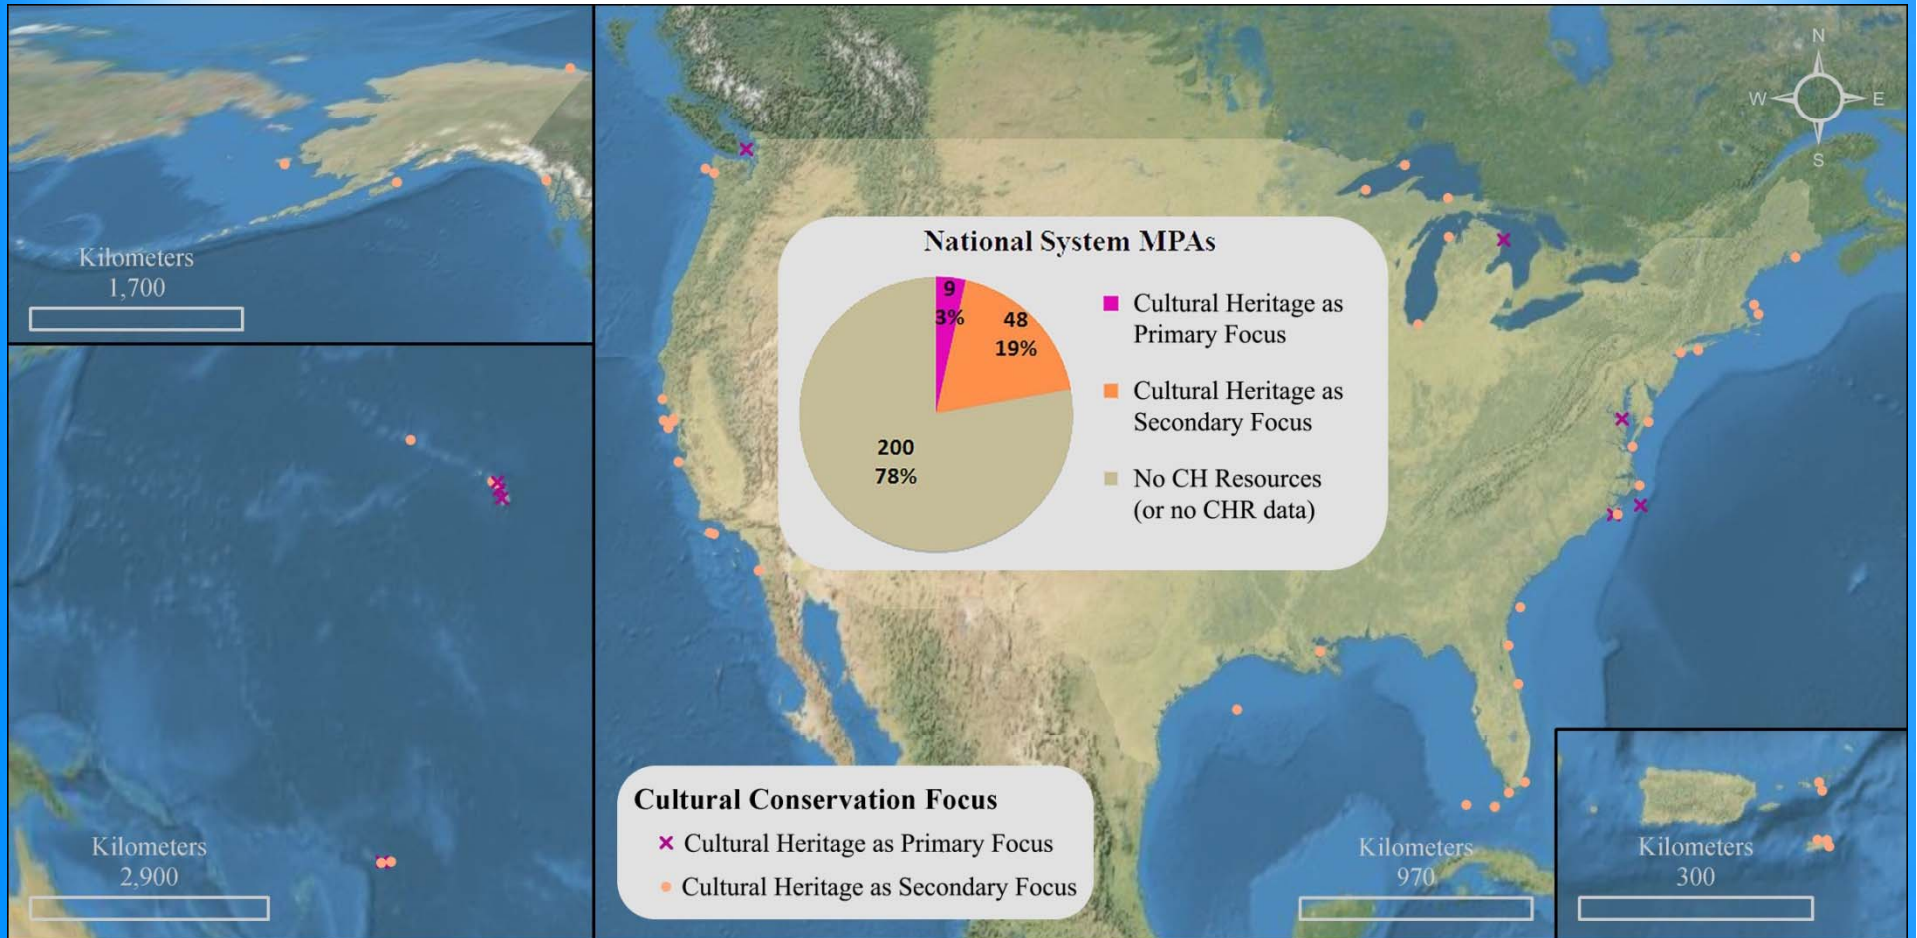 Kilometers
1,700
Kilometers
2,900
N
W
E
S
National System MPAs
9
3%
48
19%
200
78%
Cultural Heritage as
Primary Focus
Cultural Heritage as
Secondary Focus
No CH Resources
(or no CHR data)
Cultural Conservation Focus
Cultural Heritage as Primary Focus
Cultural Heritage as Secondary Focus
Kilometers
970
Kilometers
300